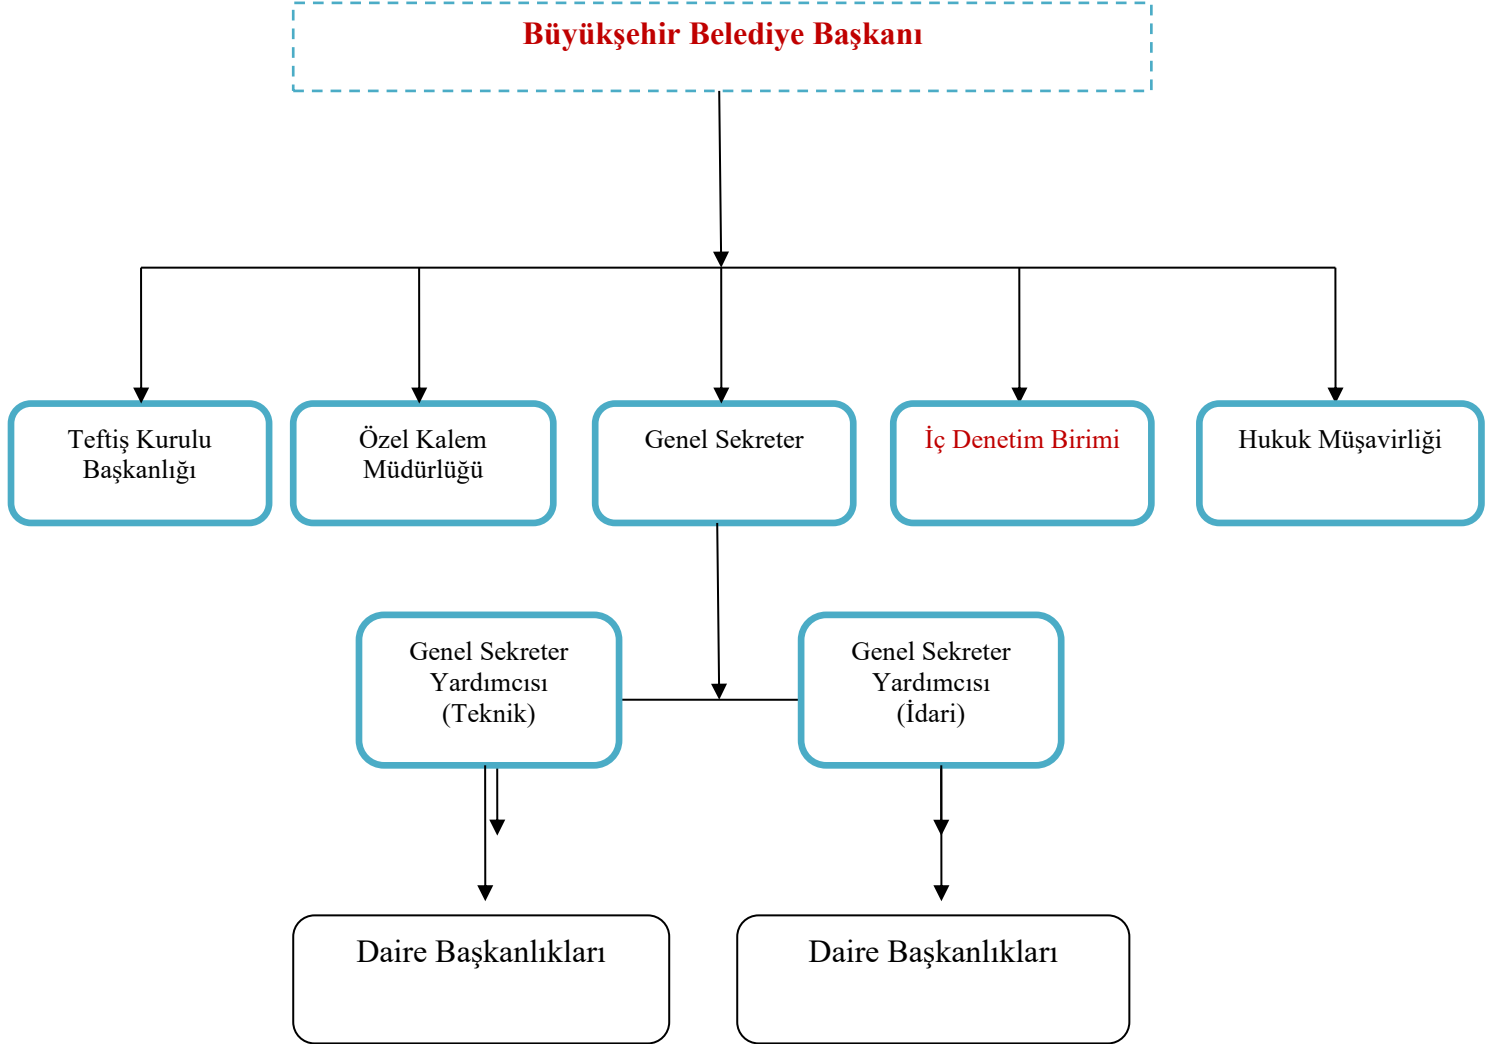 Büyükşehir Belediye Başkanı
Teftiş Kurulu
Başkanlığı
Özel Kalem
Müdürlüğü
Genel Sekreter
İç Denetim Birimi
Hukuk Müşavirliği
Genel Sekreter
Yardımcısı
(Teknik)
Genel Sekreter
Yardımcısı
(İdari)
Daire Başkanlıkları
Daire Başkanlıkları